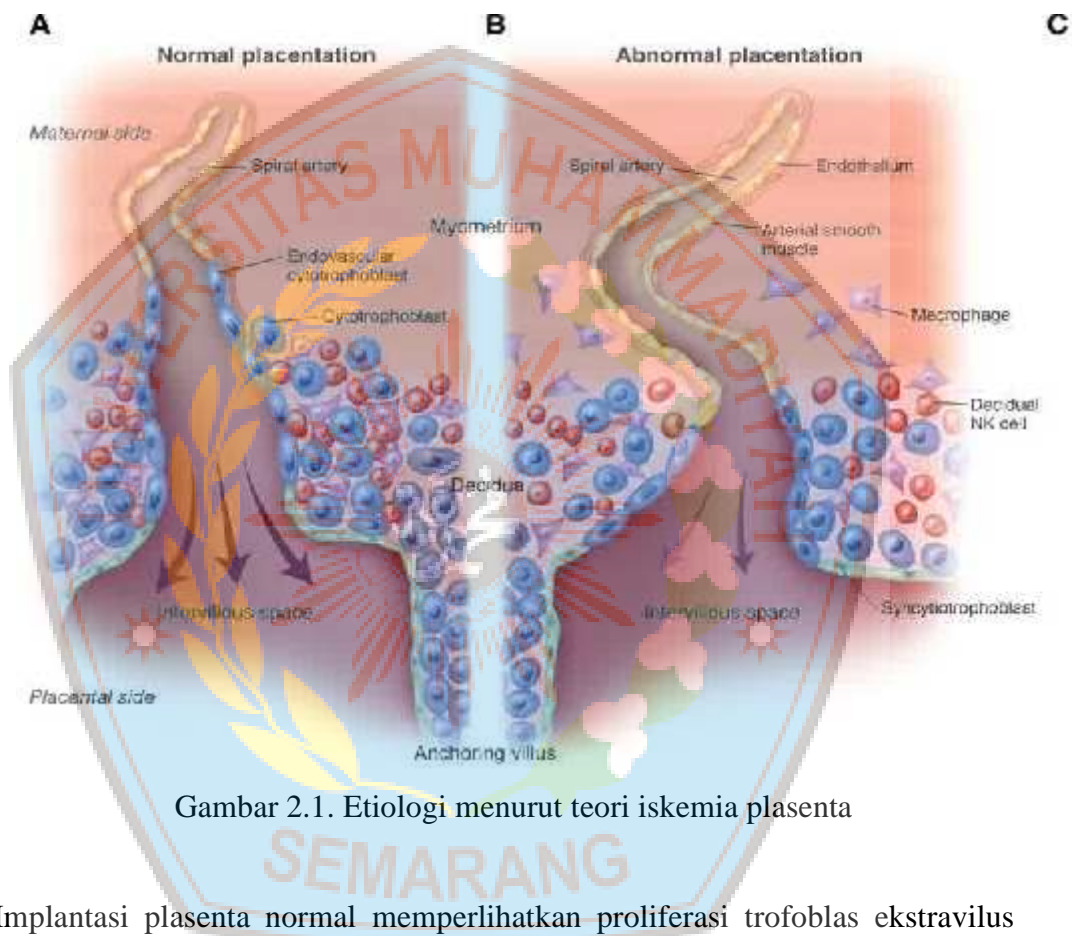 A
B
C
Normal placentation
Abnormal placentation
Maternal side
Spiral artery
Spiral artery
Endothelium
Myometrium
Arterial smooth
muscle
Endovascular
cytotrophoblast
Cytotrophoblast
Macrophage
Decidual
NK cell
Decidua
Intervillous space
Intervillous space
Syncytiotrophoblast
Placental side
Anchoring villus
Gambar 2.1. Etiologi menurut teori iskemia plasenta
SEMARANG
Implantasi plasenta normal memperlihatkan proliferasi trofoblas ekstravilus